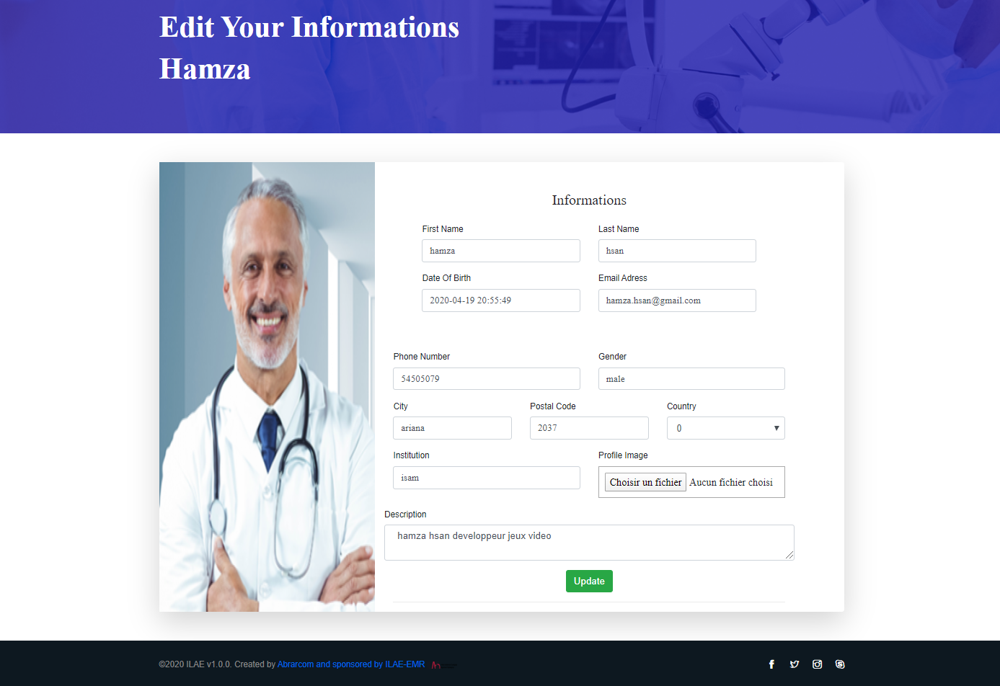 Edit Your Informations
Hamza
Informations
First Name Last Name
hamza hsan
Date Of Birth Email Adress
2020-04-19 20:55:49 hamza.hsan@gmail.com
Phone Number Gender
54505079 male
City Postal Code Country
ariana 2037 0
Institution Profile Image
isam Choisir un fichier Aucun fichier choisi
Description
hamza hsan developpeur jeux video
Update
©2020 ILAE v1.0.0. Created by Abrarcom and sponsored by ILAE-EMR